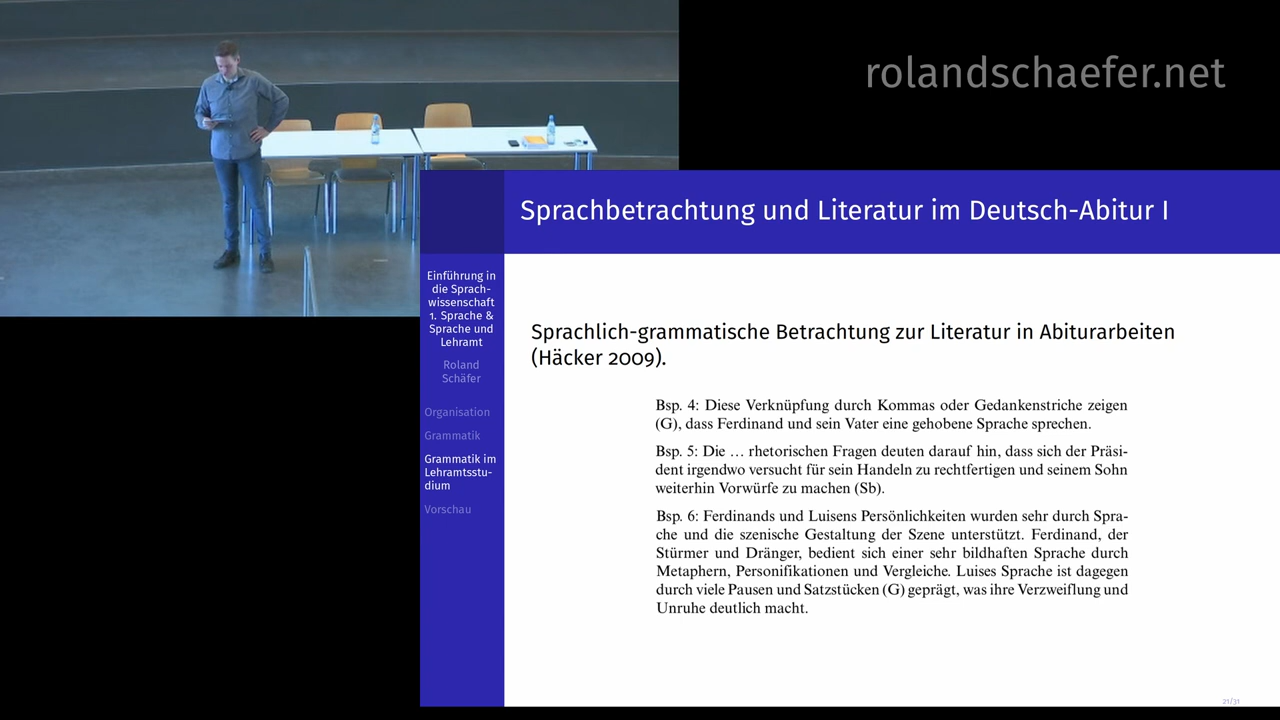 rolandschaefer.net
Sprachbetrachtung und Literatur im Deutsch-Abitur I
Einführung in
die Sprach-
wissenschaft
1. Sprache &
Sprache und
Lehramt
Roland
Schäfer
Organisation
Grammatik
Grammatik im
Lehramtsstu-
dium
Vorschau
Sprachlich-grammatische Betrachtung zur Literatur in Abiturarbeiten
(Häcker 2009).
Bsp. 4: Diese Verknüpfung durch Kommas oder Gedankenstriche zeigen
(G), dass Ferdinand und sein Vater eine gehobene Sprache sprechen.
Bsp. 5: Die … rhetorischen Fragen deuten darauf hin, dass sich der Präsi-
dent irgendwo versucht für sein Handeln zu rechtfertigen und seinem Sohn
weiterhin Vorwürfe zu machen (Sb).
Bsp. 6: Ferdinands und Luisens Persönlichkeiten wurden sehr durch Spra-
che und die szenische Gestaltung der Szene unterstützt. Ferdinand, der
Stürmer und Dränger, bedient sich einer sehr bildhaften Sprache durch
Metaphern, Personifikationen und Vergleiche. Luises Sprache ist dagegen
durch viele Pausen und Satzstücken (G) geprägt, was ihre Verzweiflung und
Unruhe deutlich macht.
21/31